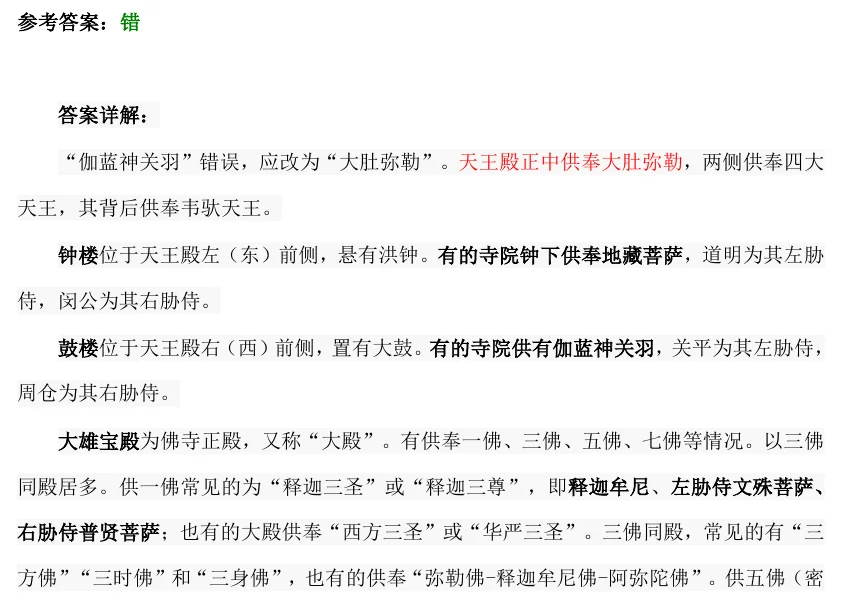 参考答案：错
答案详解：
“伽蓝神关羽”错误，应改为“大肚弥勒”。天王殿正中供奉大肚弥勒，两侧供奉四大
天王，其背后供奉韦驮天王。
钟楼位于天王殿左（东）前侧，悬有洪钟。有的寺院钟下供奉地藏菩萨，道明为其左胁
侍，闵公为其右胁侍。
鼓楼位于天王殿右（西）前侧，置有大鼓。有的寺院供有伽蓝神关羽，关平为其左胁侍，
周仓为其右胁侍。
大雄宝殿为佛寺正殿，又称“大殿”。有供奉一佛、三佛、五佛、七佛等情况。以三佛
同殿居多。供一佛常见的为“释迦三圣”或“释迦三尊”，即释迦牟尼、左胁侍文殊菩萨、
右胁侍普贤菩萨；也有的大殿供奉“西方三圣”或“华严三圣”。三佛同殿，常见的有“三
方佛”“三时佛”和“三身佛”，也有的供奉“弥勒佛-释迦牟尼佛-阿弥陀佛”。供五佛（密